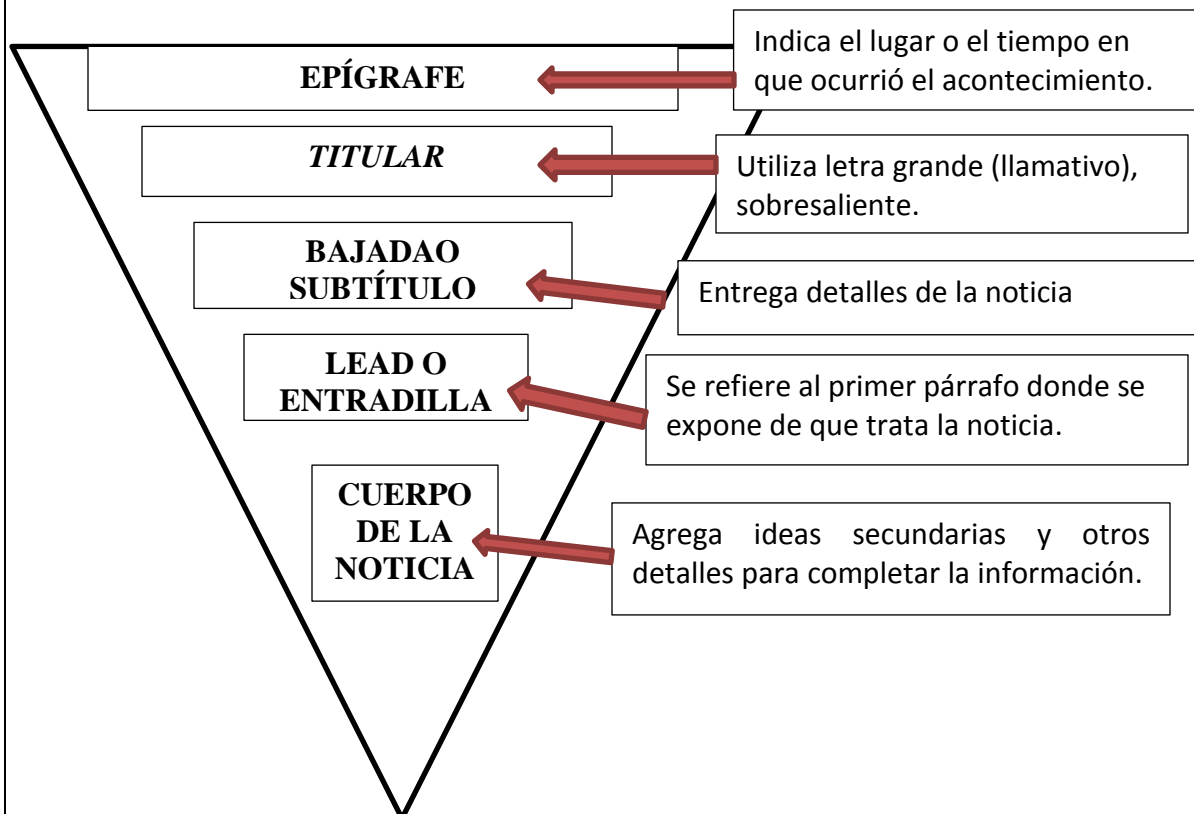 EPÍGRAFE
Indica el lugar o el tiempo en
que ocurrió el acontecimiento.
TITULAR
Utiliza letra grande (llamativo),
sobresaliente.
BAJADAO
SUBTÍTULO
Entrega detalles de la noticia
LEAD O
ENTRADILLA
Se refiere al primer párrafo donde se
expone de que trata la noticia.
CUERPO
DE LA
NOTICIA
Agrega ideas secundarias y otros
detalles para completar la información.